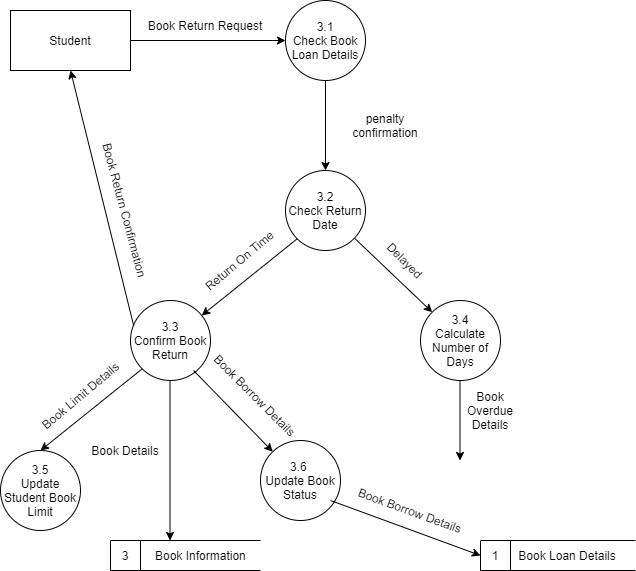 Student
Book Return Request
3.1
Check Book
Loan Details
penalty
confirmation
3.2
Check Return
Date
Book Return Confirmation
Return On Time
Delayed
3.3
Confirm Book
Return
3.4
Calculate
Number of
Days
Book Limit Details
Book Details
Book Borrow Details
Book
Overdue
Details
3.5
Update
Student Book
Limit
3.6
Update Book
Status
Book Borrow Details
3
Book Information
1
Book Loan Details